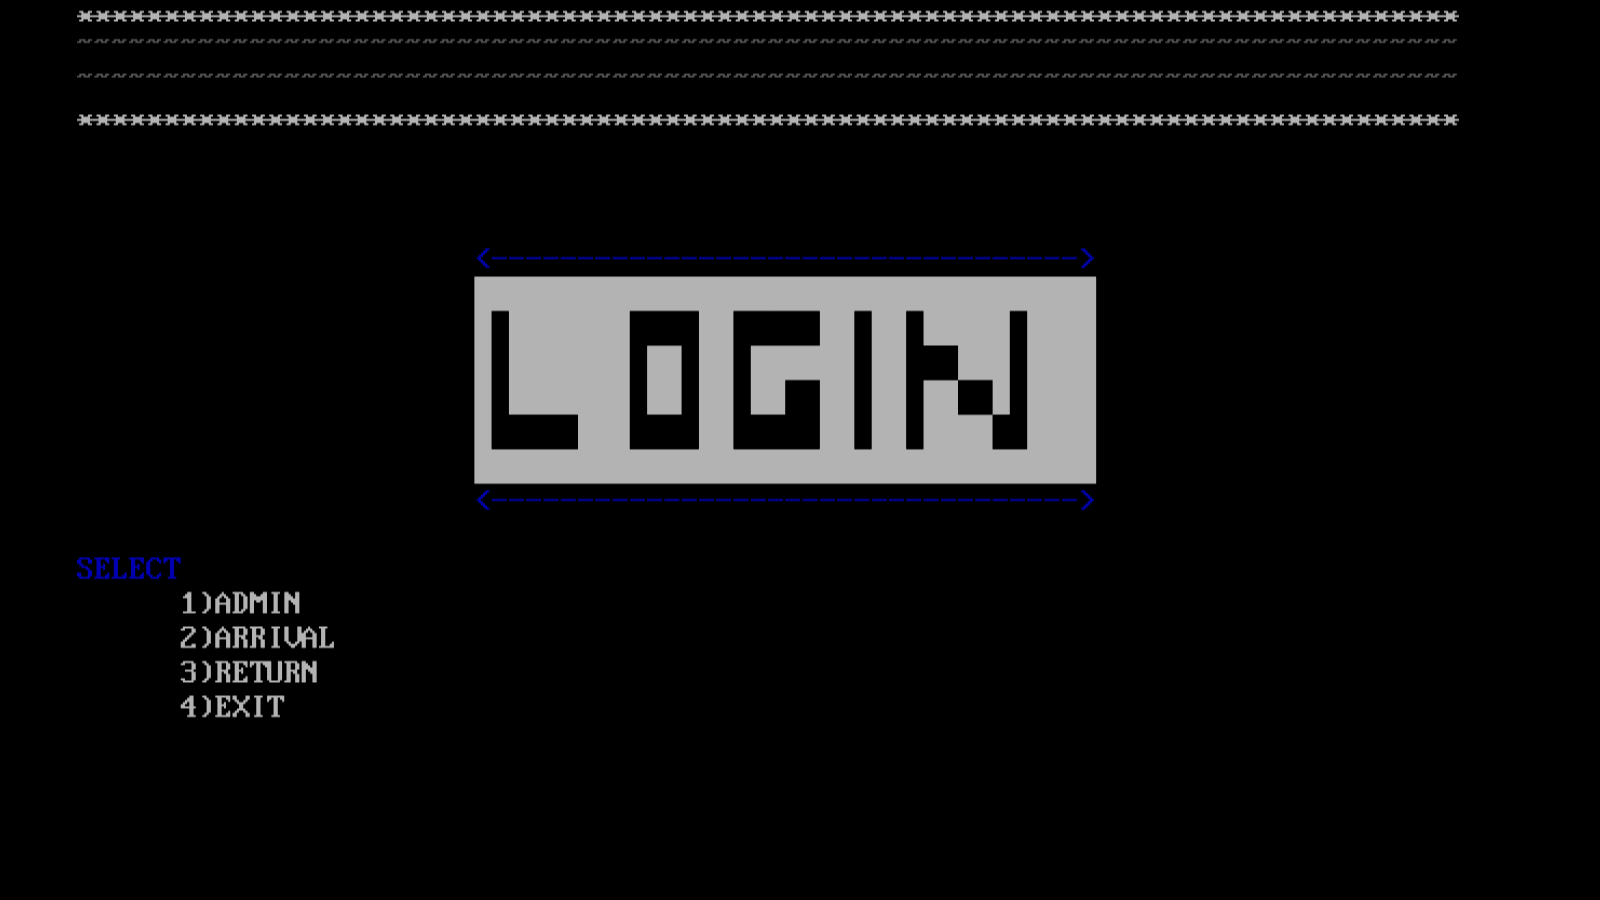 ********************************************************************************
~~~~~~~~~~~~~~~~~~~~~~~~~~~~~~~~~~~~~~~~~~~~~~~~~~~~~~~~~~~~~~~~~~~~~~~~~~~~~~~~
~~~~~~~~~~~~~~~~~~~~~~~~~~~~~~~~~~~~~~~~~~~~~~~~~~~~~~~~~~~~~~~~~~~~~~~~~~~~~~~~
********************************************************************************
<---------------------------------->
LOGIN
<---------------------------------->
SELECT
1)ADMIN
2)ARRIVAL
3)RETURN
4)EXIT